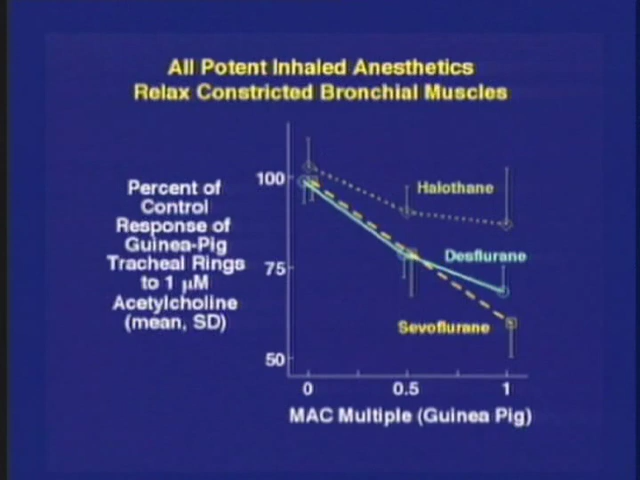 All Potent Inhaled Anesthetics
Relax Constricted Bronchial Muscles
Percent of
Control
Response of
Guinea-Pig
Tracheal Rings
to 1 μM
Acetylcholine
(mean, SD)
100
75
50
Halothane
Desflurane
Sevoflurane
0
0.5
1
MAC Multiple (Guinea Pig)